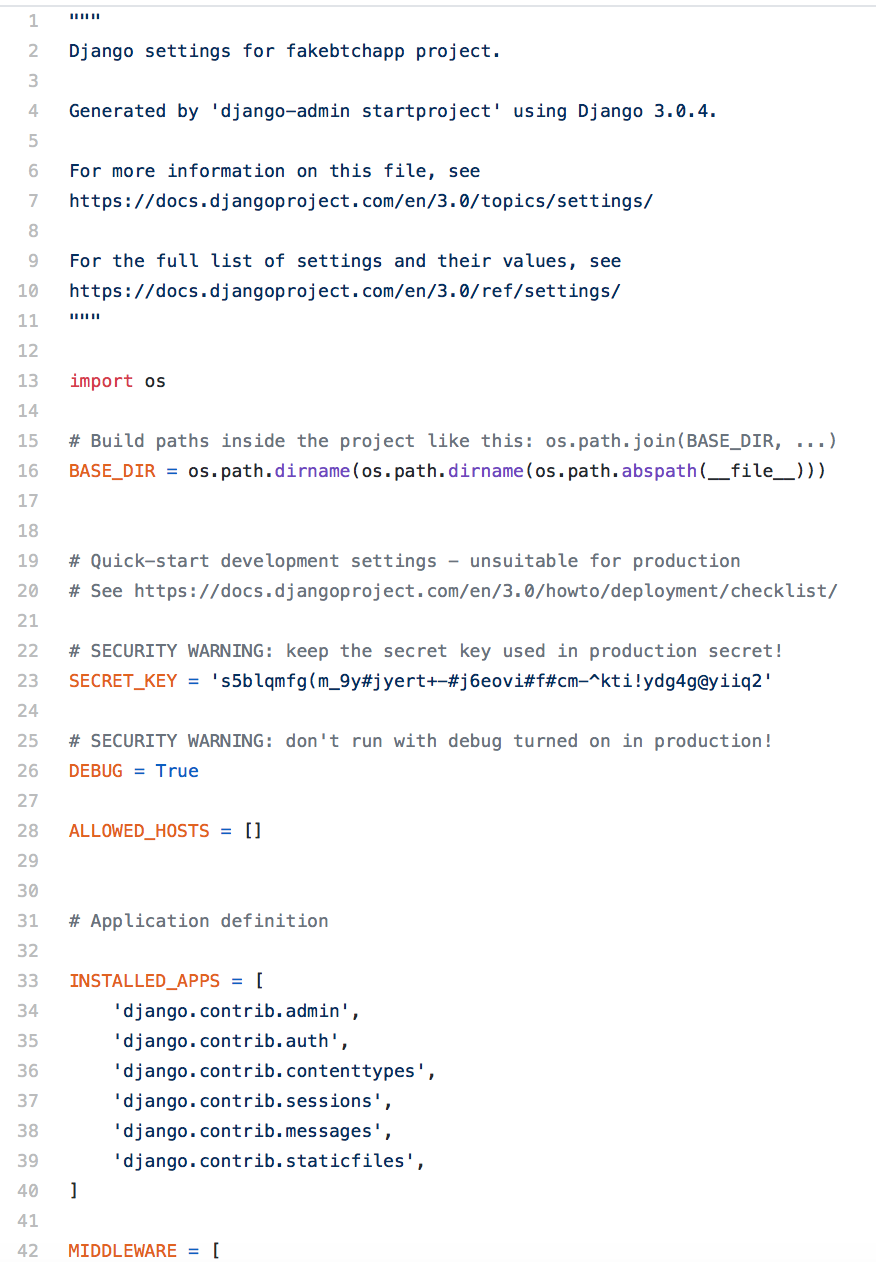 1 """
2 Django settings for fakebtchapp project.
3
4 Generated by 'django-admin startproject' using Django 3.0.4.
5
6 For more information on this file, see
7 https://docs.djangoproject.com/en/3.0/topics/settings/
8
9 For the full list of settings and their values, see
10 https://docs.djangoproject.com/en/3.0/ref/settings/
11 """
12
13 import os
14
15 # Build paths inside the project like this: os.path.join(BASE_DIR, ...)
16 BASE_DIR = os.path.dirname(os.path.dirname(os.path.abspath(__file__)))
17
18
19 # Quick-start development settings - unsuitable for production
20 # See https://docs.djangoproject.com/en/3.0/howto/deployment/checklist/
21
22 # SECURITY WARNING: keep the secret key used in production secret!
23 SECRET_KEY = 's5blqmfg(m_9y#jyert+-#j6eovi#f#cm-^kti!ydg4g@yiiq2'
24
25 # SECURITY WARNING: don't run with debug turned on in production!
26 DEBUG = True
27
28 ALLOWED_HOSTS = []
29
30
31 # Application definition
32
33 INSTALLED_APPS = [
34     'django.contrib.admin',
35     'django.contrib.auth',
36     'django.contrib.contenttypes',
37     'django.contrib.sessions',
38     'django.contrib.messages',
39     'django.contrib.staticfiles',
40 ]
41
42 MIDDLEWARE = [